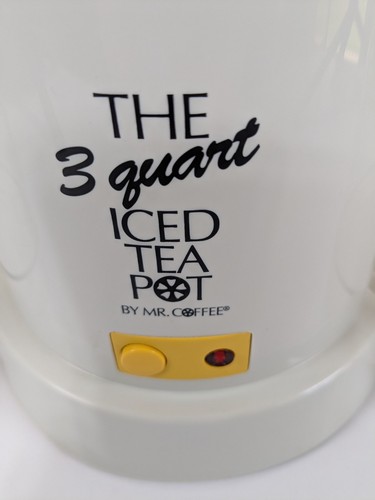 THE
3 quart
ICED
TEA
POT
BY MR. COFFEE®